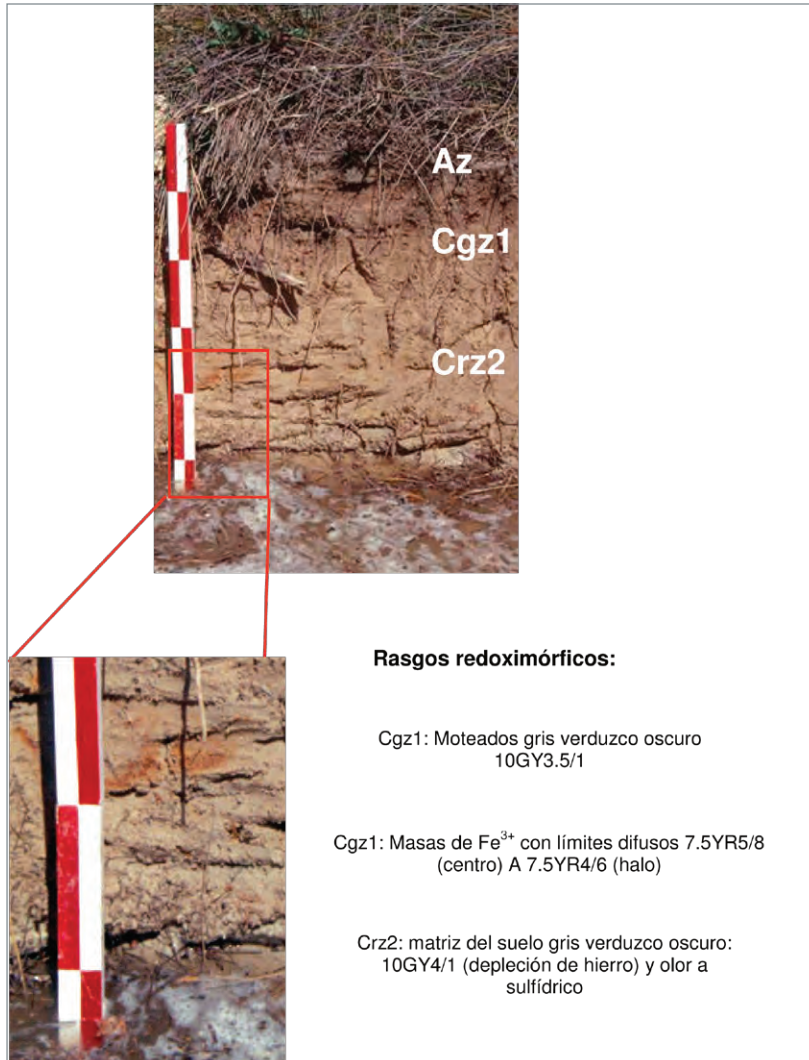 Az
Cgz1
Crz2
Rasgos redoximórficos:
Cgz1: Moteados gris verduzco oscuro
10GY3.5/1
Cgz1: Masas de Fe³⁺ con límites difusos 7.5YR5/8
(centro) A 7.5YR4/6 (halo)
Crz2: matriz del suelo gris verduzco oscuro:
10GY4/1 (depleción de hierro) y olor a
sulfídrico